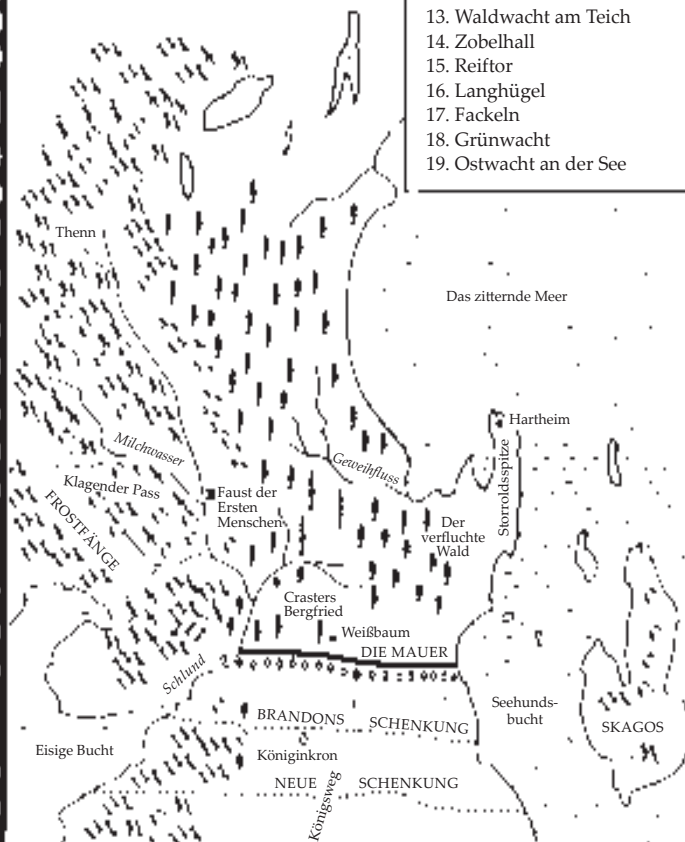 13. Waldwacht am Teich
14. Zobelhall
15. Reiftor
16. Langhügel
17. Fackeln
18. Grünwacht
19. Ostwacht an der See
Thenn
Das zitternde Meer
Hartheim
Milchwasser
Geweihfluss
Storroldsspitze
Klagender Pass
Faust der
Ersten
Menschen
FROSTFÄNGE
Der
verfluchte
Wald
Crasters
Bergfried
Weißbaum
DIE MAUER
Schlund
Seehunds-
bucht
SKAGOS
BRANDONS SCHENKUNG
Eisige Bucht
Königinkron
NEUE SCHENKUNG
Königsweg